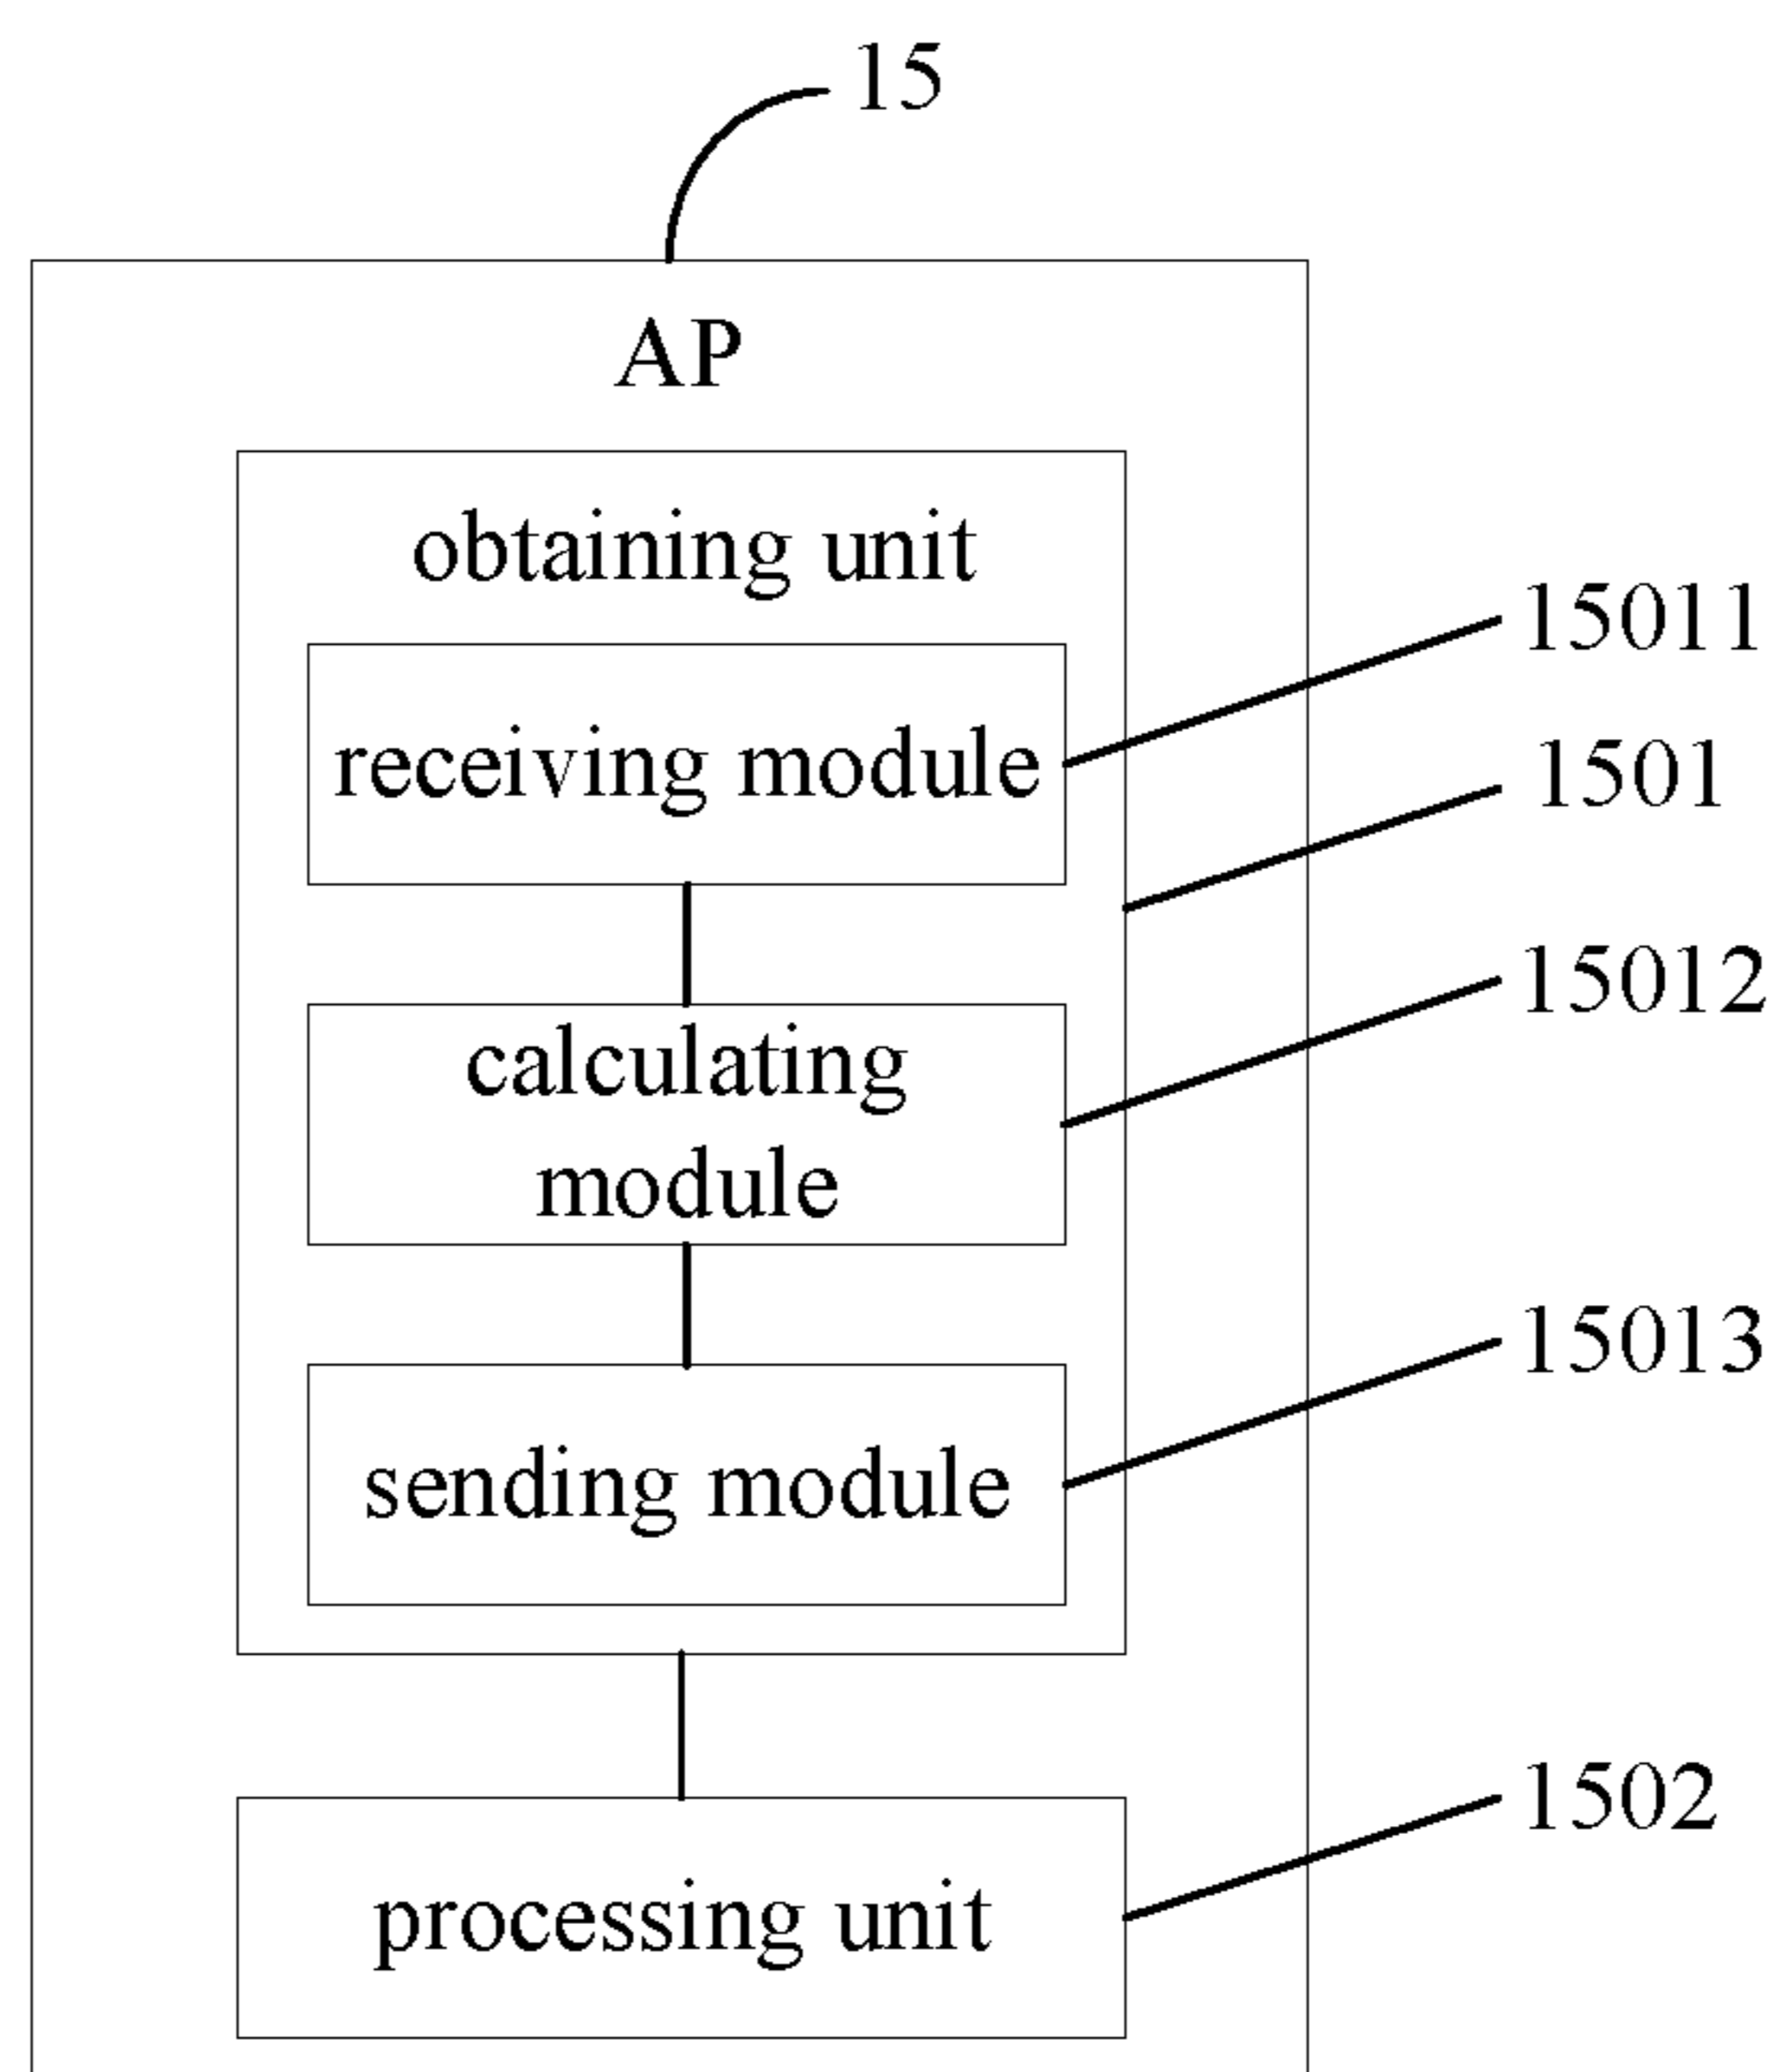 15
AP
obtaining unit
15011
receiving module
1501
15012
calculating
module
15013
sending module
1502
processing unit